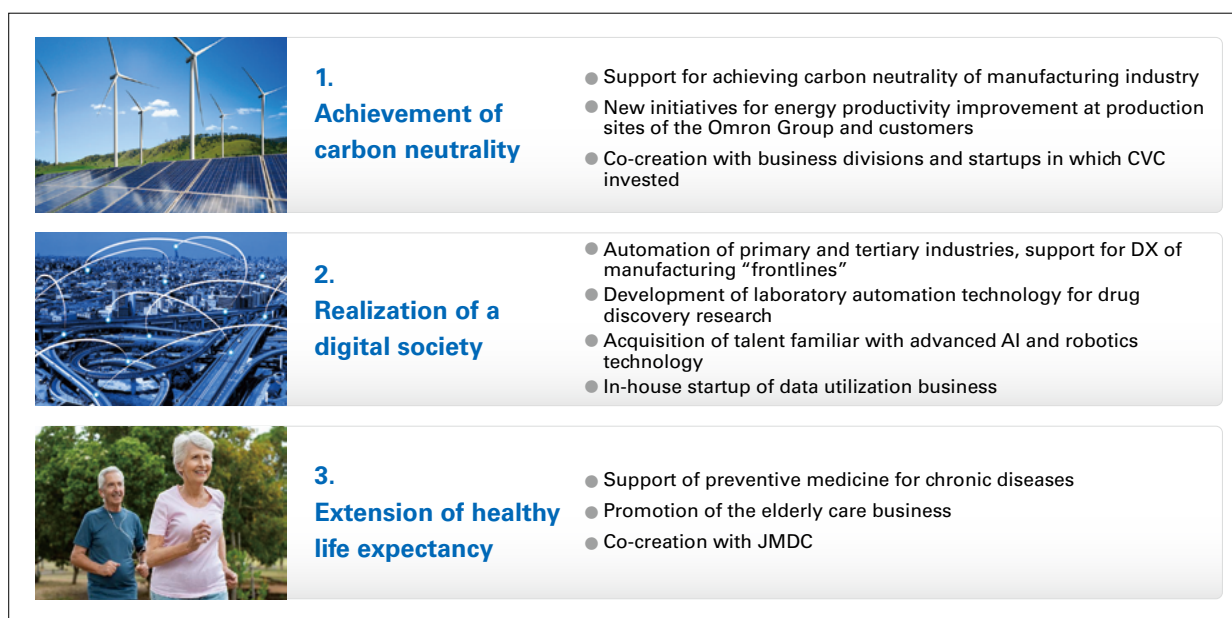 1.
Achievement of
carbon neutrality
● Support for achieving carbon neutrality of manufacturing industry
● New initiatives for energy productivity improvement at production
sites of the Omron Group and customers
● Co-creation with business divisions and startups in which CVC
invested
2.
Realization of a
digital society
● Automation of primary and tertiary industries, support for DX of
manufacturing “frontlines”
● Development of laboratory automation technology for drug
discovery research
● Acquisition of talent familiar with advanced AI and robotics
technology
● In-house startup of data utilization business
3.
Extension of healthy
life expectancy
● Support of preventive medicine for chronic diseases
● Promotion of the elderly care business
● Co-creation with JMDC